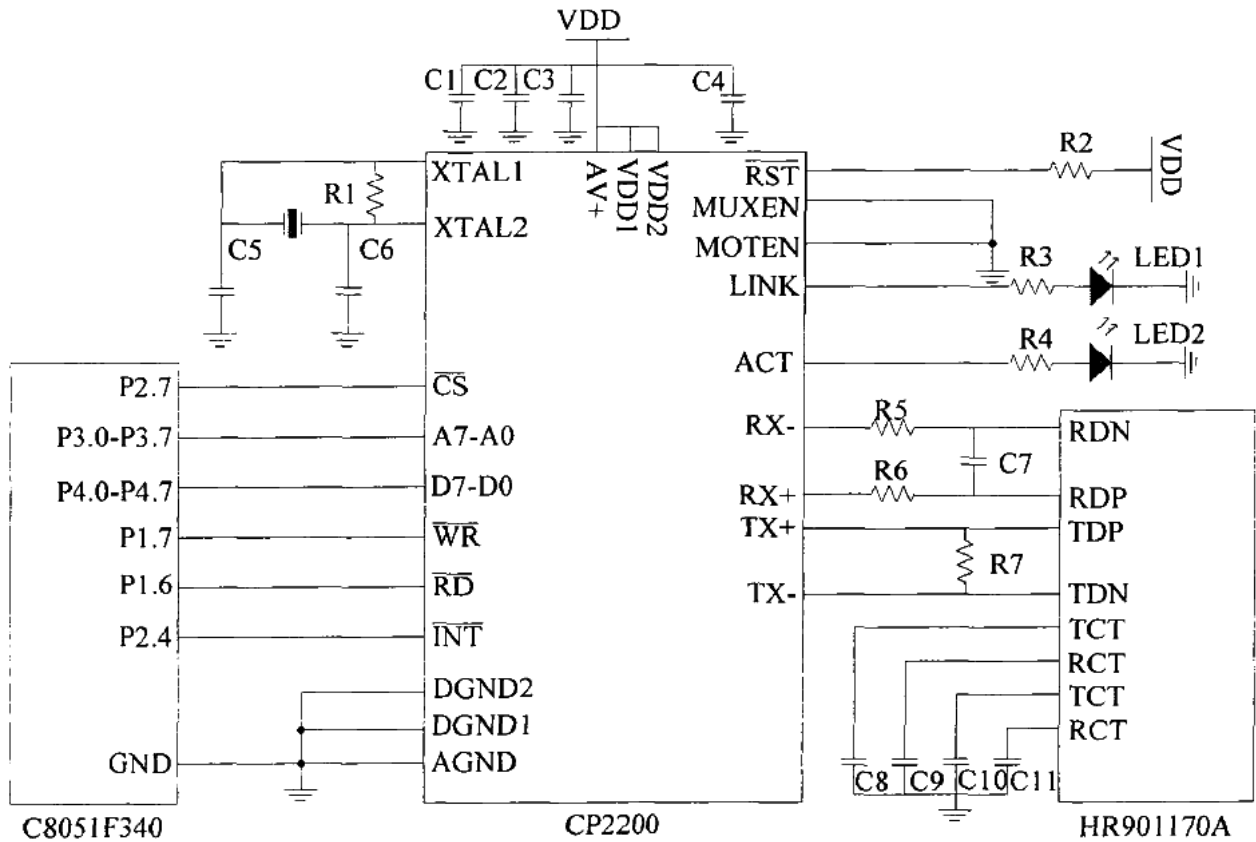 VDD
C1
C2
C3
C4
XTAL1
R1
XTAL2
C5
C6
AV+
VDD1
VDD2
RST
R2
VDD
MUXEN
MOTEN
LINK
R3
LED1
ACT
R4
LED2
P2.7
CS
P3.0-P3.7
A7-A0
P4.0-P4.7
D7-D0
P1.7
WR
P1.6
RD
P2.4
INT
DGND2
DGND1
GND
AGND
RX-
R5
RDN
C7
RX+
R6
RDP
TX+
TDP
R7
TX-
TDN
TCT
RCT
TCT
RCT
C8
C9
C10
C11
C8051F340
CP2200
HR901170A